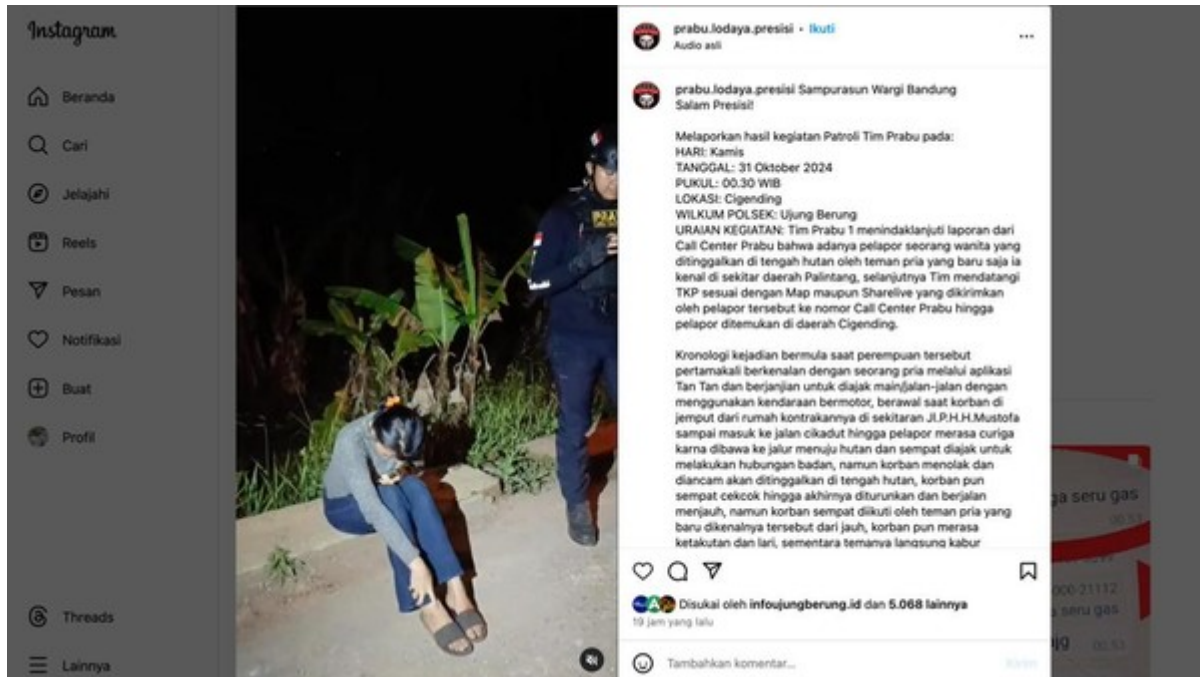 Instagram
Beranda
Cari
Jelajahi
Reels
Pesan
Notifikasi
Buat
Profil
Threads
Lainnya
prabu.lodaya.presisi • Ikuti
Audio asli
prabu.lodaya.presisi Sampurasun Wargi Bandung
Salam Presisi!
Melaporkan hasil kegiatan Patroli Tim Prabu pada:
HARI: Kamis
TANGGAL: 31 Oktober 2024
PUKUL: 00.30 WIB
LOKASI: Cigending
WILKUM POLSEK: Ujung Berung
URAIAN KEGIATAN: Tim Prabu 1 menindaklanjuti laporan dari
Call Center Prabu bahwa adanya pelapor seorang wanita yang
ditinggalkan di tengah hutan oleh teman pria yang baru saja ia
kenal di sekitar daerah Palintang, selanjutnya Tim mendatangi
TKP sesuai dengan Map maupun Sharelive yang dikirimkan
oleh pelapor tersebut ke nomor Call Center Prabu hingga
pelapor ditemukan di daerah Cigending.
Kronologi kejadian bermula saat perempuan tersebut
pertamakali berkenalan dengan seorang pria melalui aplikasi
Tan Tan dan berjanjian untuk diajak main/jalan-jalan dengan
menggunakan kendaraan bermotor, berawal saat korban di
jemput dari rumah kontrakannya di sekitaran Jl.P.H.H.Mustofa
sampai masuk ke jalan cikadut hingga pelapor merasa curiga
karna dibawa ke jalur menuju hutan dan sempat diajak untuk
melakukan hubungan badan, namun korban menolak dan
diancam akan ditinggalkan di tengah hutan, korban pun
sempat cekcok hingga akhirnya diturunkan dan berjalan
menjauh, namun korban sempat diikuti oleh teman pria yang
baru dikenalnya tersebut dari jauh, korban pun merasa
ketakutan dan lari, sementara temanya langsung kabur
Disukai oleh infoujungberung.id dan 5.068 lainnya
19 jam yang lalu
Tambahkan komentar...
Kirim
ga seru gas
00.53
000-21112
seru gas
00.53